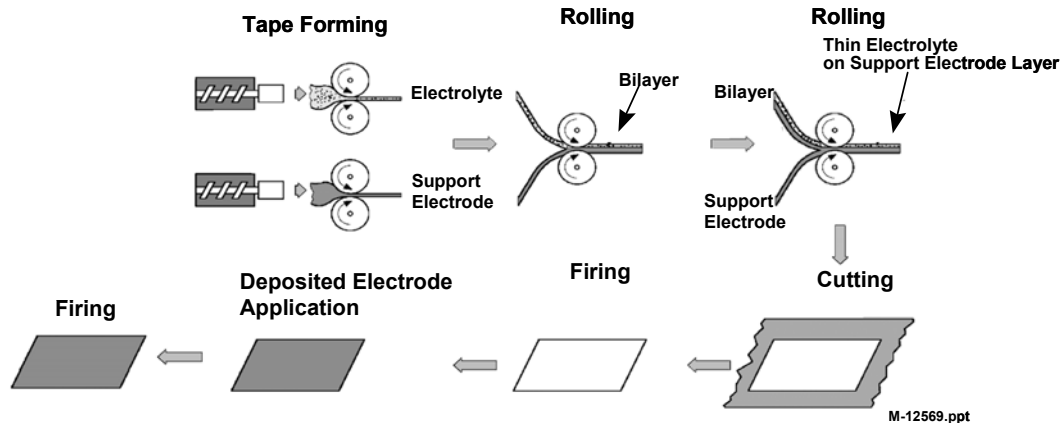 Tape Forming
Rolling
Rolling
Thin Electrolyte
on Support Electrode Layer
Electrolyte
Bilayer
Bilayer
Support
Electrode
Support
Electrode
Cutting
Firing
Deposited Electrode
Application
Firing
M-12569.ppt